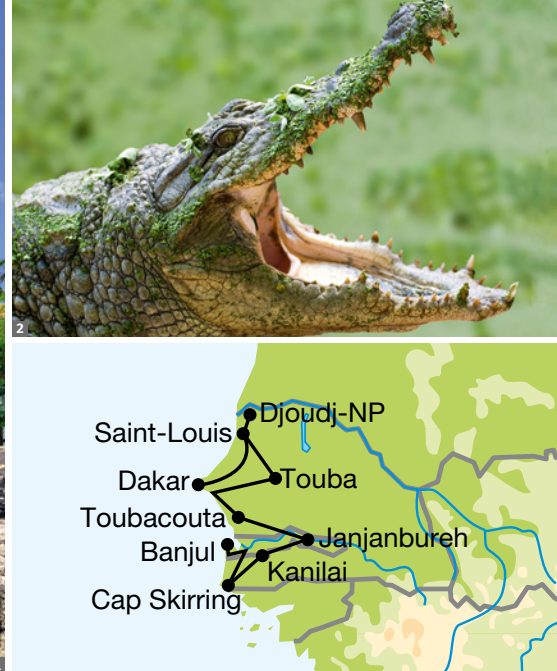 2
Djoudj-NP
Saint-Louis
Dakar
Touba
Toubacouta
Janjanbureh
Banjul
Kanilai
Cap Skirring